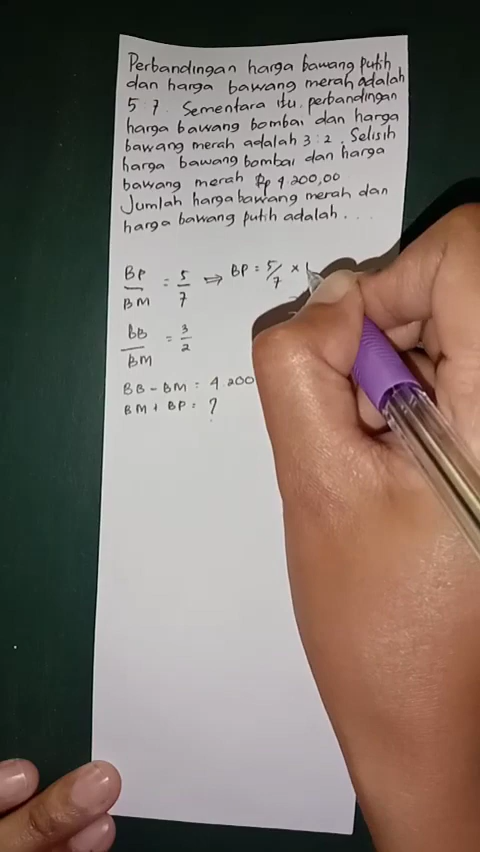 Perbandingan harga bawang putih
dan harga bawang merah adalah
5 : 7. Sementara itu, perbandingan
harga bawang bombai dan harga
bawang merah adalah 3 : 2. Selisih
harga bawang bombai dan harga
bawang merah Rp 4.200,00
Jumlah harga bawang merah dan
harga bawang putih adalah . . .
BP/BM = 5/7 ⇒ BP = 5/7 ×
BB/BM = 3/2
BB - BM = 4.200
BM + BP = ?